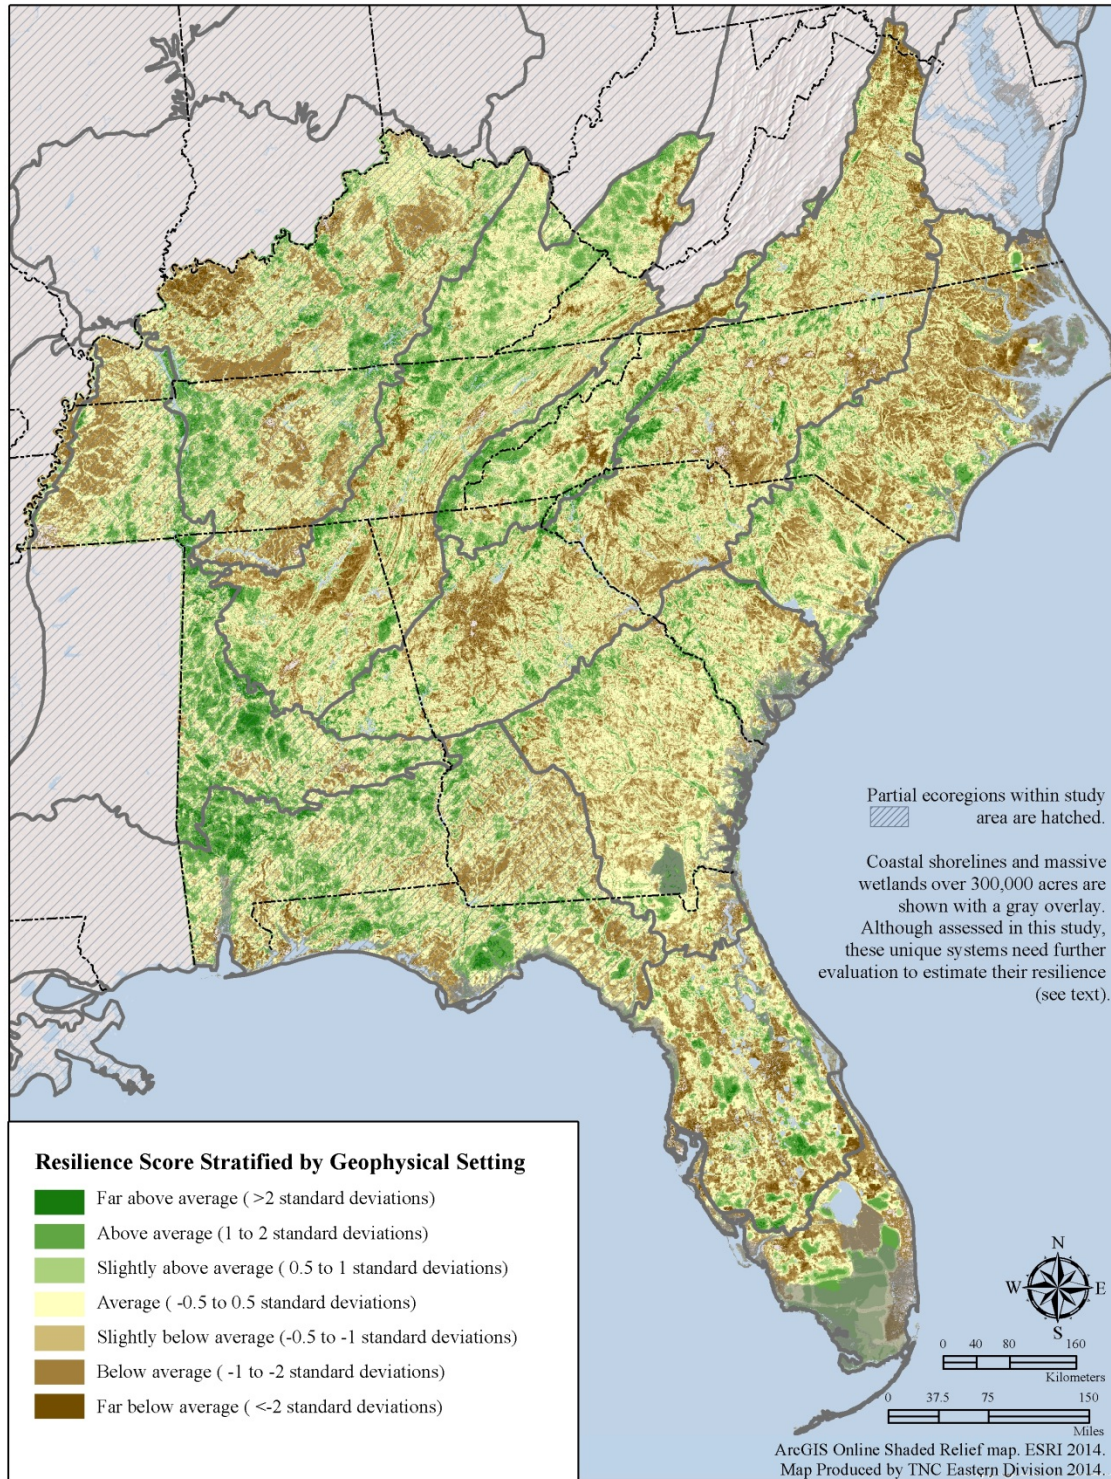 Partial ecoregions within study
area are hatched.
Coastal shorelines and massive
wetlands over 300,000 acres are
shown with a gray overlay.
Although assessed in this study,
these unique systems need further
evaluation to estimate their resilience
(see text).
Resilience Score Stratified by Geophysical Setting
Far above average ( >2 standard deviations)
Above average (1 to 2 standard deviations)
Slightly above average ( 0.5 to 1 standard deviations)
Average ( -0.5 to 0.5 standard deviations)
Slightly below average (-0.5 to -1 standard deviations)
Below average ( -1 to -2 standard deviations)
Far below average ( <-2 standard deviations)
N
W E
S
0 40 80 160
Kilometers
0 37.5 75 150
Miles
ArcGIS Online Shaded Relief map. ESRI 2014.
Map Produced by TNC Eastern Division 2014.